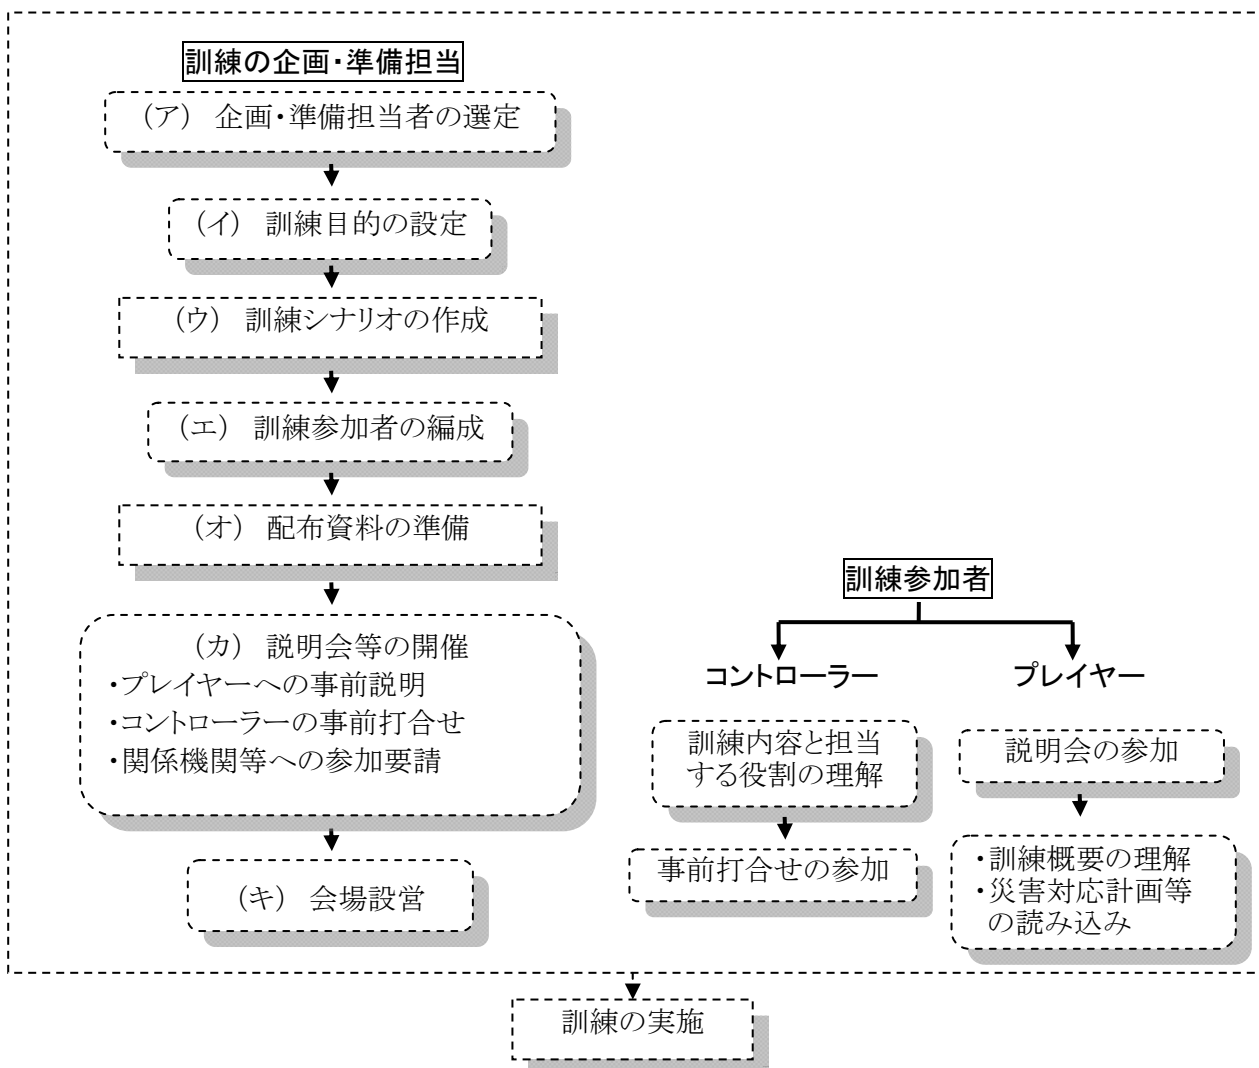 訓練の企画・準備担当
(ア) 企画・準備担当者の選定
(イ) 訓練目的の設定
(ウ) 訓練シナリオの作成
(エ) 訓練参加者の編成
(オ) 配布資料の準備
(カ) 説明会等の開催
・プレイヤーへの事前説明
・コントローラーの事前打合せ
・関係機関等への参加要請
(キ) 会場設営
訓練参加者
コントローラー
訓練内容と担当
する役割の理解
事前打合せの参加
プレイヤー
説明会の参加
・訓練概要の理解
・災害対応計画等
の読み込み
訓練の実施